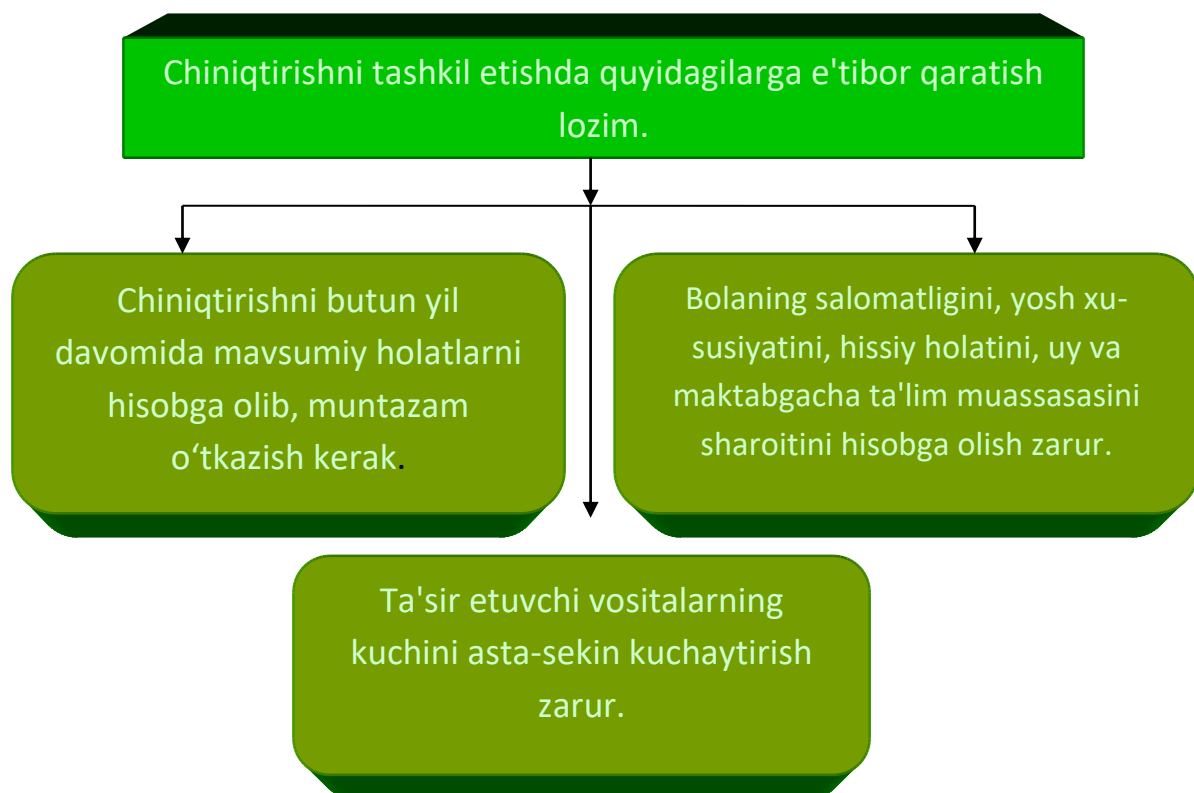 Chiniqtirishni tashkil etishda quyidagilarga e'tibor qaratish
lozim.
Chiniqtirishni butun yil
davomida mavsumiy holatlarni
hisobga olib, muntazam
o‘tkazish kerak.
Bolaning salomatligini, yosh xu-
susiyatini, hissiy holatini, uy va
maktabgacha ta'lim muassasasini
sharoitini hisobga olish zarur.
Ta'sir etuvchi vositalarning
kuchini asta-sekin kuchaytirish
zarur.